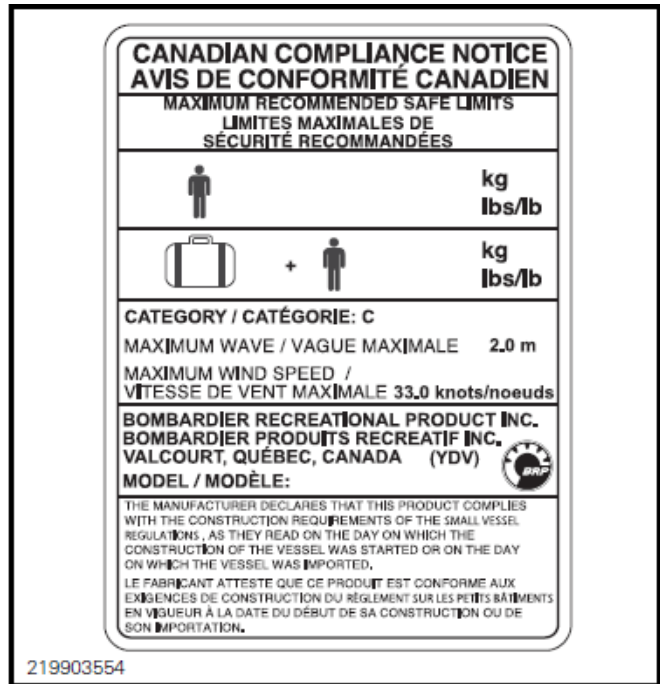 CANADIAN COMPLIANCE NOTICE
AVIS DE CONFORMITÉ CANADIEN
MAXIMUM RECOMMENDED SAFE LIMITS
LIMITES MAXIMALES DE
SÉCURITÉ RECOMMANDÉES
kg
lbs/lb
+
kg
lbs/lb
CATEGORY / CATÉGORIE: C
MAXIMUM WAVE / VAGUE MAXIMALE 2.0 m
MAXIMUM WIND SPEED /
VITESSE DE VENT MAXIMALE 33.0 knots/noeuds
BOMBARDIER RECREATIONAL PRODUCT INC.
BOMBARDIER PRODUITS RECREATIF INC.
VALCOURT, QUÉBEC, CANADA (YDV)
BRP
MODEL / MODÈLE:
THE MANUFACTURER DECLARES THAT THIS PRODUCT COMPLIES
WITH THE CONSTRUCTION REQUIREMENTS OF THE SMALL VESSEL
REGULATIONS , AS THEY READ ON THE DAY ON WHICH THE
CONSTRUCTION OF THE VESSEL WAS STARTED OR ON THE DAY
ON WHICH THE VESSEL WAS IMPORTED.
LE FABRICANT ATTESTE QUE CE PRODUIT EST CONFORME AUX
EXIGENCES DE CONSTRUCTION DU RÈGLEMENT SUR LES PETITS BÂTIMENTS
EN VIGUEUR À LA DATE DU DÉBUT DE SA CONSTRUCTION OU DE
SON IMPORTATION.
219903554